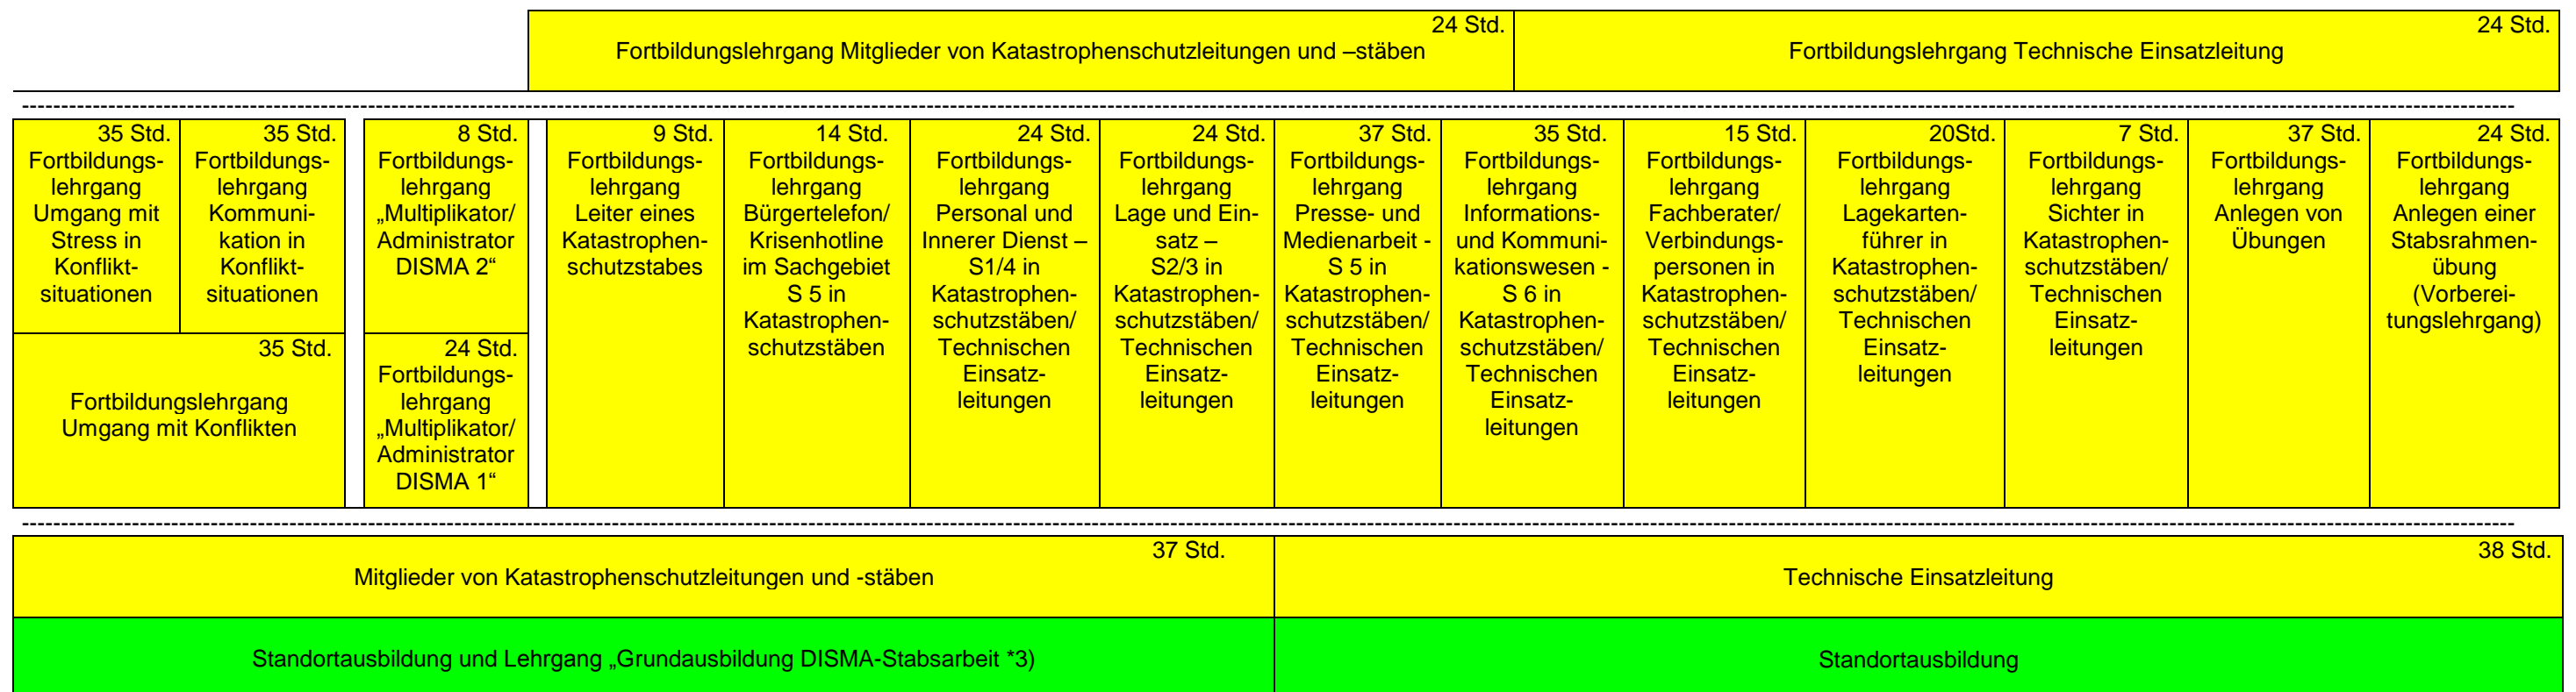 24 Std.
Fortbildungslehrgang Mitglieder von Katastrophenschutzleitungen und –stäben
24 Std.
Fortbildungslehrgang Technische Einsatzleitung
35 Std.
Fortbildungs-
lehrgang
Umgang mit
Stress in
Konflikt-
situationen
35 Std.
Fortbildungs-
lehrgang
Kommuni-
kation in
Konflikt-
situationen
35 Std.
Fortbildungslehrgang
Umgang mit Konflikten
8 Std.
Fortbildungs-
lehrgang
„Multiplikator/
Administrator
DISMA 2“
24 Std.
Fortbildungs-
lehrgang
„Multiplikator/
Administrator
DISMA 1“
9 Std.
Fortbildungs-
lehrgang
Leiter eines
Katastrophen-
schutzstabes
14 Std.
Fortbildungs-
lehrgang
Bürgertelefon/
Krisenhotline
im Sachgebiet
S 5 in
Katastrophen-
schutzstäben
24 Std.
Fortbildungs-
lehrgang
Personal und
Innerer Dienst –
S1/4 in
Katastrophen-
schutzstäben/
Technischen
Einsatz-
leitungen
24 Std.
Fortbildungs-
lehrgang
Lage und Ein-
satz –
S2/3 in
Katastrophen-
schutzstäben/
Technischen
Einsatz-
leitungen
37 Std.
Fortbildungs-
lehrgang
Presse- und
Medienarbeit -
S 5 in
Katastrophen-
schutzstäben/
Technischen
Einsatz-
leitungen
35 Std.
Fortbildungs-
lehrgang
Informations-
und Kommuni-
kationswesen -
S 6 in
Katastrophen-
schutzstäben/
Technischen
Einsatz-
leitungen
15 Std.
Fortbildungs-
lehrgang
Fachberater/
Verbindungs-
personen in
Katastrophen-
schutzstäben/
Technischen
Einsatz-
leitungen
20Std.
Fortbildungs-
lehrgang
Lagekarten-
führer in
Katastrophen-
schutzstäben/
Technischen
Einsatz-
leitungen
7 Std.
Fortbildungs-
lehrgang
Sichter in
Katastrophen-
schutzstäben/
Technischen
Einsatz-
leitungen
37 Std.
Fortbildungs-
lehrgang
Anlegen von
Übungen
24 Std.
Fortbildungs-
lehrgang
Anlegen einer
Stabsrahmen-
übung
(Vorberei-
tungslehrgang)
37 Std.
Mitglieder von Katastrophenschutzleitungen und -stäben
38 Std.
Technische Einsatzleitung
Standortausbildung und Lehrgang „Grundausbildung DISMA-Stabsarbeit *3)
Standortausbildung